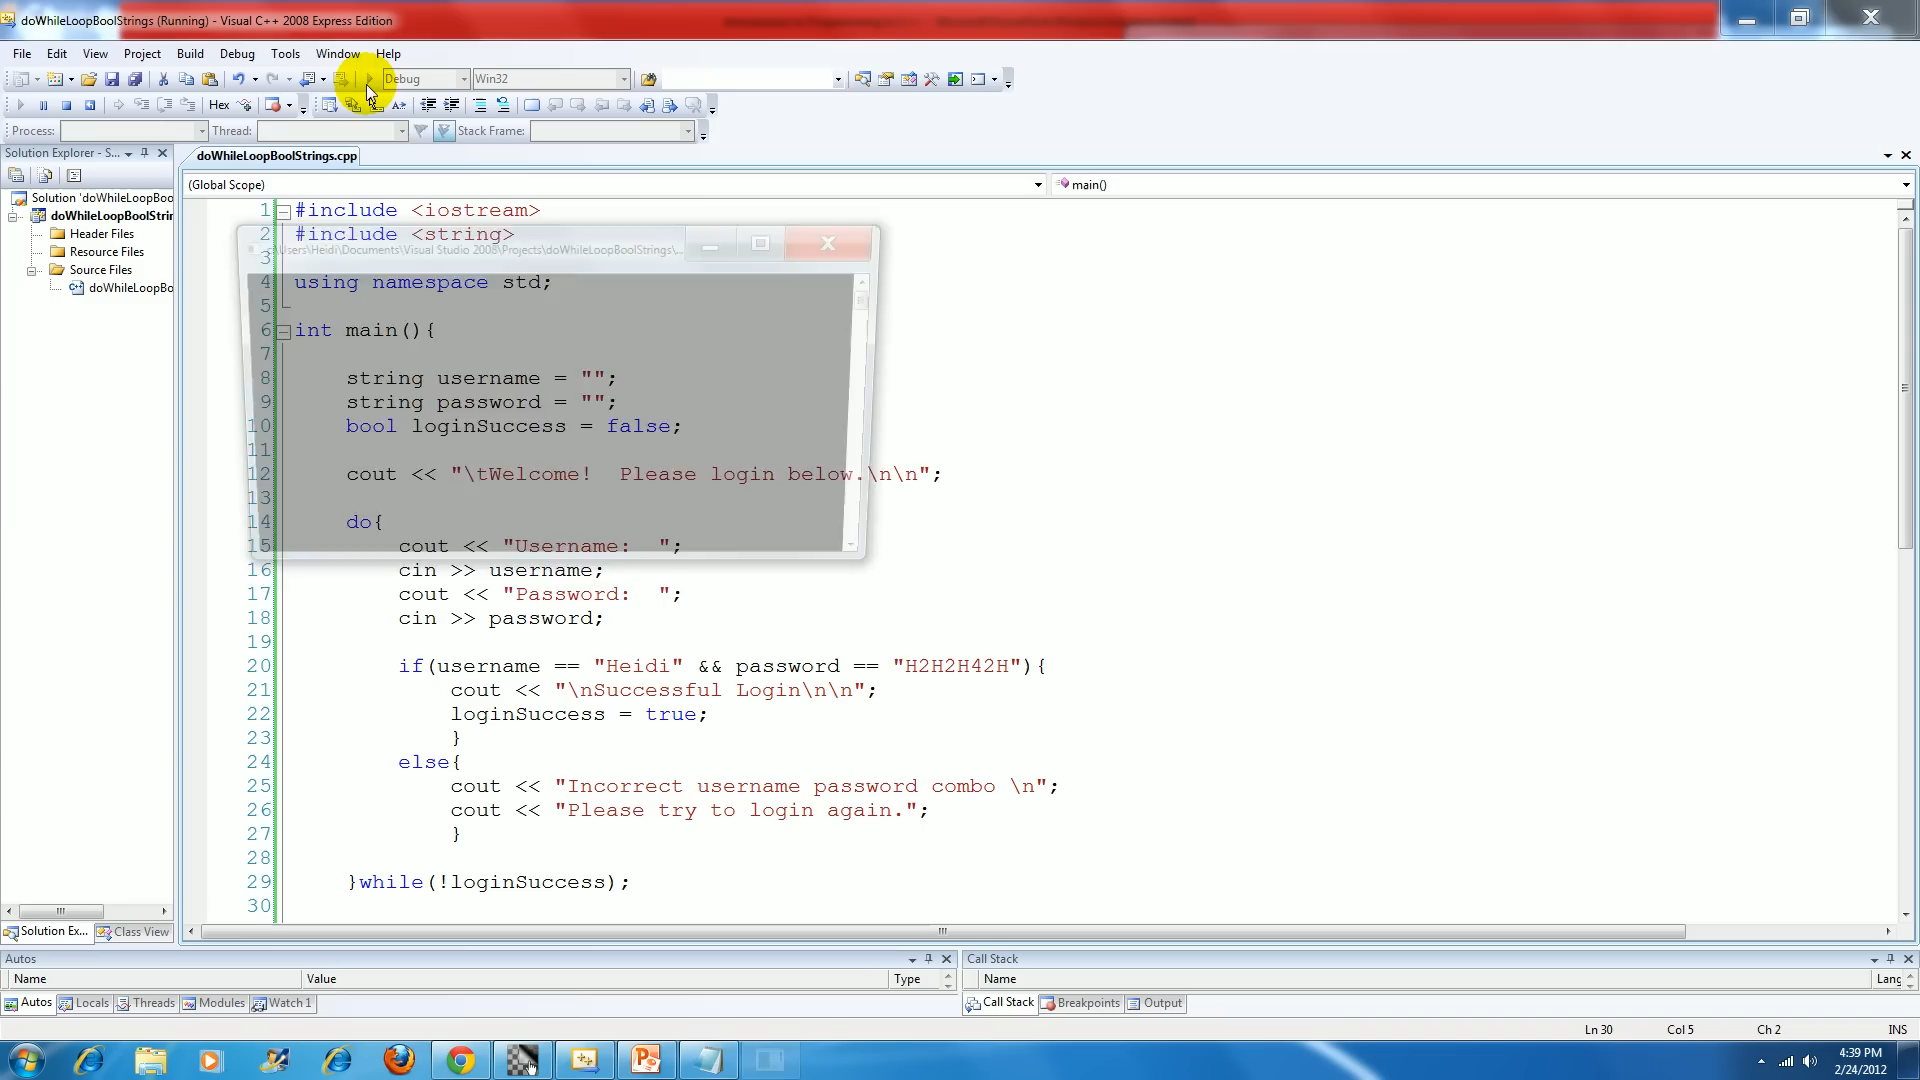 doWhileLoopBoolStrings (Running) - Visual C++ 2008 Express Edition
File Edit View Project Build Debug Tools Window Help
Debug Win32
Hex
Process: Thread: Stack Frame:
Solution Explorer - S...
doWhileLoopBoolStrings.cpp
(Global Scope) main()
Solution 'doWhileLoopBoo
doWhileLoopBoolStrin
Header Files
Resource Files
Source Files
doWhileLoopBo
1 #include <iostream>
2 #include <string>
\Users\Heidi\Documents\Visual Studio 2008\Projects\doWhileLoopBoolStrings\...
3
4 using namespace std;
5
6 int main(){
7
8 string username = "";
9 string password = "";
10 bool loginSuccess = false;
11
12 cout << "\tWelcome!  Please login below.\n\n";
13
14 do{
15 cout << "Username:  ";
16 cin >> username;
17 cout << "Password:  ";
18 cin >> password;
19
20 if(username == "Heidi" && password == "H2H2H42H"){
21 cout << "\nSuccessful Login\n\n";
22 loginSuccess = true;
23 }
24 else{
25 cout << "Incorrect username password combo \n";
26 cout << "Please try to login again.";
27 }
28
29 }while(!loginSuccess);
30
Solution Ex... Class View
Autos
Name Value Type
Autos Locals Threads Modules Watch 1
Call Stack
Name Lang
Call Stack Breakpoints Output
Ln 30 Col 5 Ch 2 INS
4:39 PM
2/24/2012